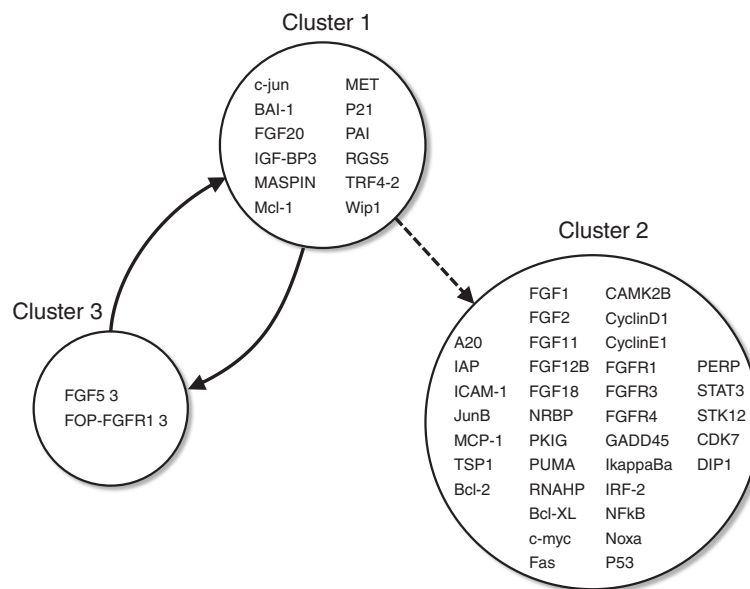 Cluster 1
c-jun MET
BAI-1 P21
FGF20 PAI
IGF-BP3 RGS5
MASPIN TRF4-2
Mcl-1 Wip1
Cluster 2
FGF1 CAMK2B
FGF2 CyclinD1
A20 FGF11 CyclinE1
IAP FGF12B FGFR1 PERP
ICAM-1 FGF18 FGFR3 STAT3
JunB NRBP FGFR4 STK12
MCP-1 PKIG GADD45 CDK7
TSP1 PUMA IkappaBa DIP1
Bcl-2 RNAHP IRF-2
Bcl-XL NFkB
c-myc Noxa
Fas P53
Cluster 3
FGF5 3
FOP-FGFR1 3